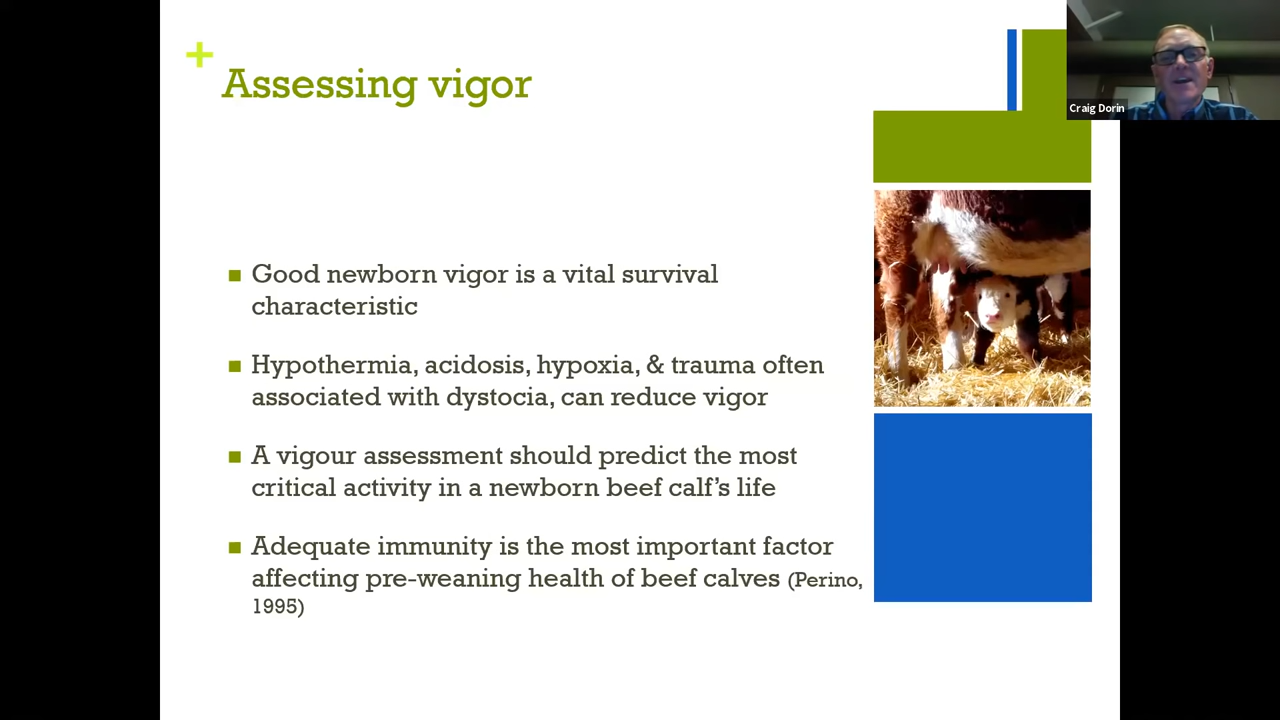 +
Assessing vigor
Craig Dorin
Good newborn vigor is a vital survival
characteristic
Hypothermia, acidosis, hypoxia, & trauma often
associated with dystocia, can reduce vigor
A vigour assessment should predict the most
critical activity in a newborn beef calf's life
Adequate immunity is the most important factor
affecting pre-weaning health of beef calves (Perino,
1995)